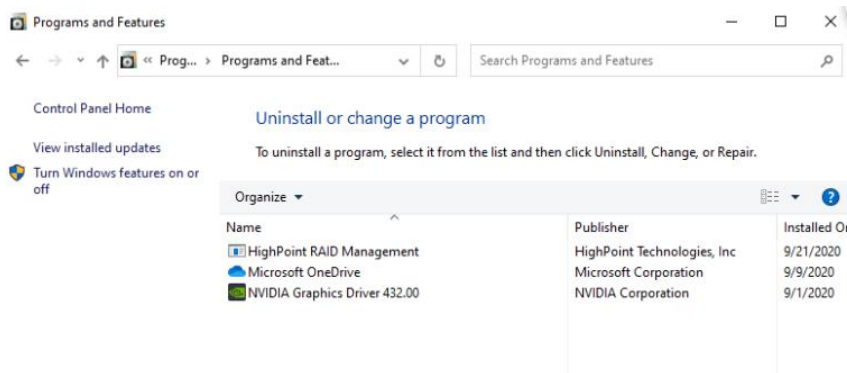 Programs and Features
« Prog... › Programs and Feat...
Search Programs and Features
Control Panel Home
View installed updates
Turn Windows features on or
off
Uninstall or change a program
To uninstall a program, select it from the list and then click Uninstall, Change, or Repair.
Organize
Name Publisher Installed O
HighPoint RAID Management HighPoint Technologies, Inc 9/21/2020
Microsoft OneDrive Microsoft Corporation 9/9/2020
NVIDIA Graphics Driver 432.00 NVIDIA Corporation 9/1/2020